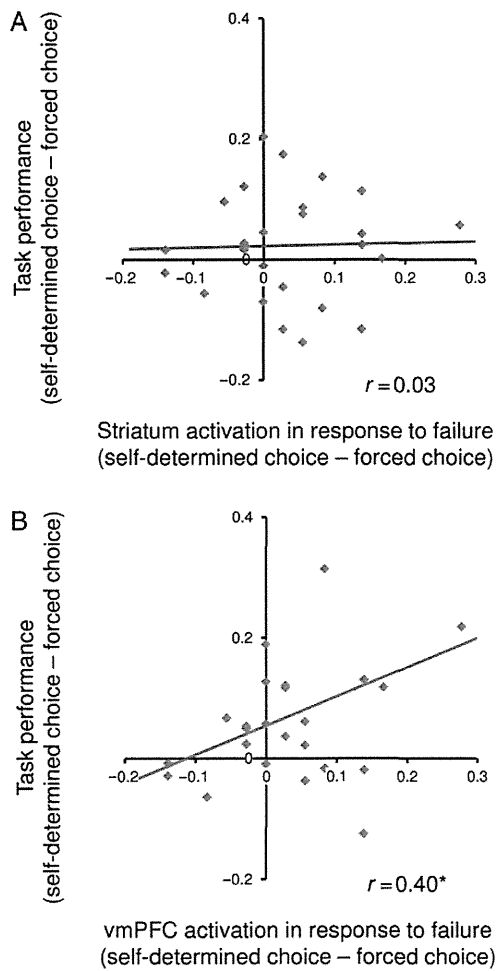 A
Task performance
(self-determined choice – forced choice)
0.4
0.2
0
−0.2
−0.2
−0.1
0
0.1
0.2
0.3
r = 0.03
Striatum activation in response to failure
(self-determined choice – forced choice)
B
Task performance
(self-determined choice – forced choice)
0.4
0.2
0
−0.2
−0.2
−0.1
0
0.1
0.2
0.3
r = 0.40*
vmPFC activation in response to failure
(self-determined choice – forced choice)